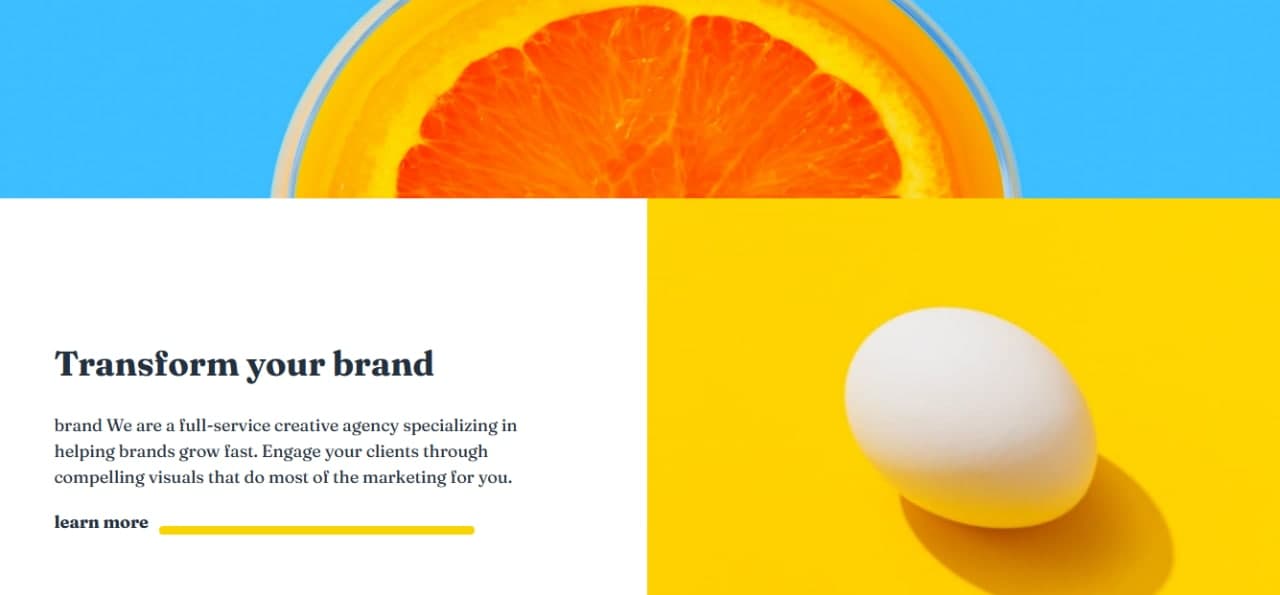 Transform your brand
brand We are a full-service creative agency specializing in
helping brands grow fast. Engage your clients through
compelling visuals that do most of the marketing for you.
learn more